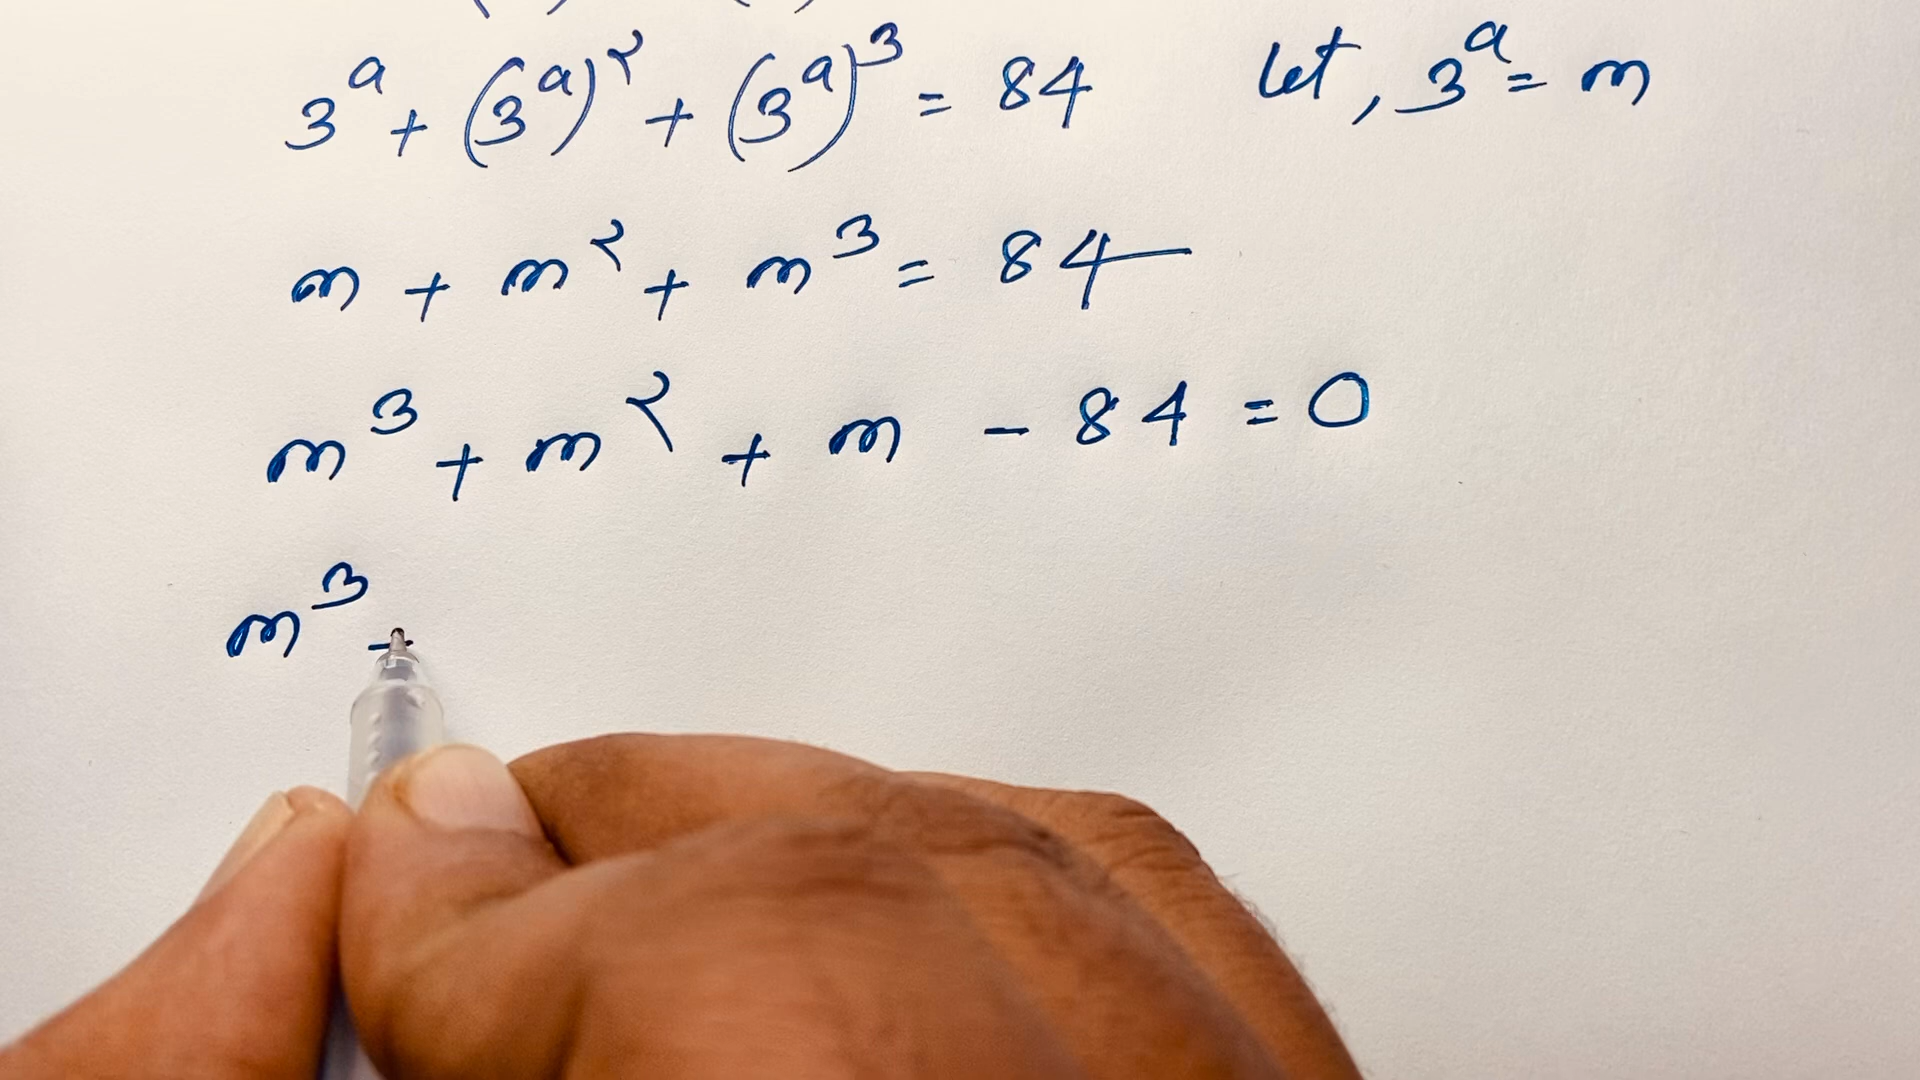 3^a + (3^a)^2 + (3^a)^3 = 84 let, 3^a = m
m + m^2 + m^3 = 84
m^3 + m^2 + m - 84 = 0
m^3 -